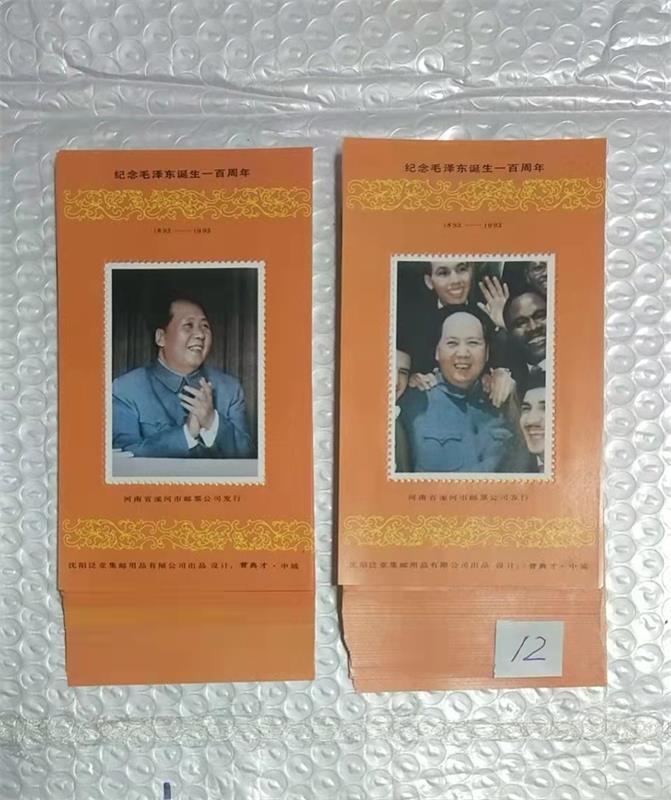 纪念毛泽东诞生一百周年
1893——1993
河南省漯河市邮票公司发行
沈阳泛亚集邮用品有限公司出品 设计：曹典才·中城
纪念毛泽东诞生一百周年
1893——1993
河南省漯河市邮票公司发行
沈阳泛亚集邮用品有限公司出品 设计：曹典才·中城
12